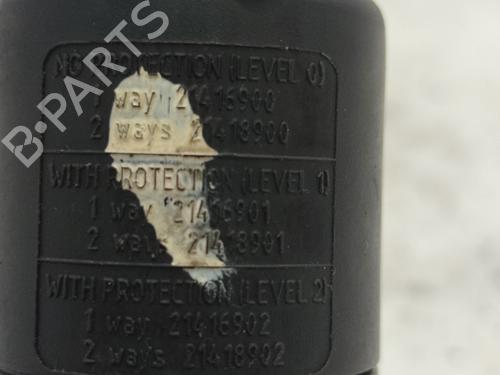 NO PROTECTION (LEVEL 0)
1 way 21416900
2 ways 21418900
WITH PROTECTION (LEVEL 1)
1 way 21416901
2 ways 21418901
WITH PROTECTION (LEVEL 2)
1 way 21416902
2 ways 21418902
B-PARTS